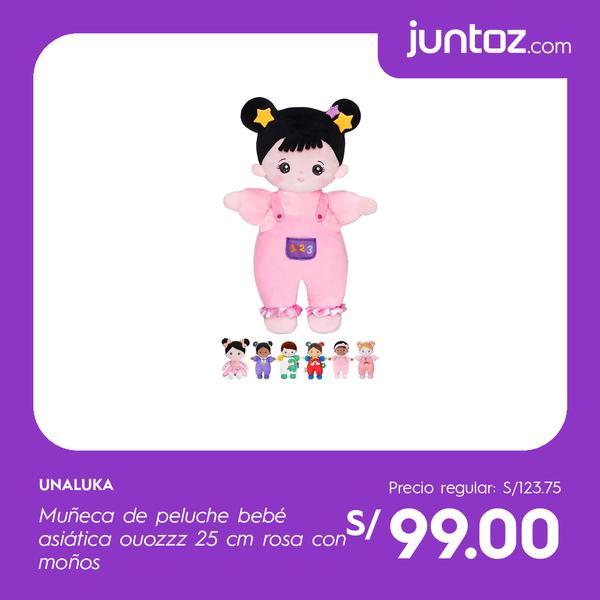 juntoz.com
123
UNALUKA
Muñeca de peluche bebé
asiática ouozzz 25 cm rosa con
moños
Precio regular: S/123.75
S/ 99.00